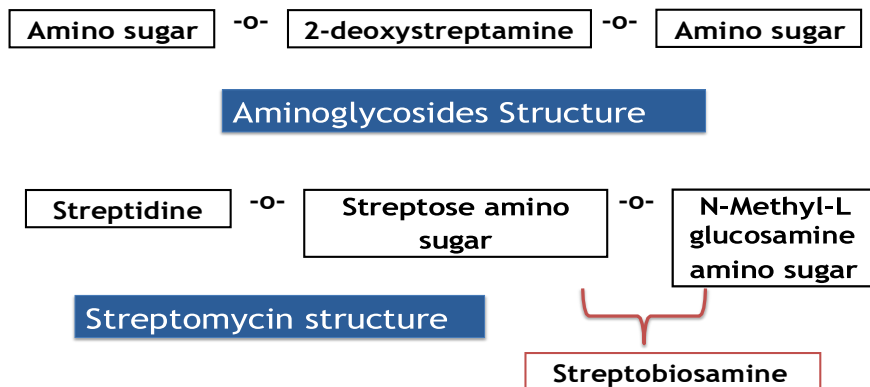 Amino sugar -o- 2-deoxystreptamine -o- Amino sugar
Aminoglycosides Structure
Streptidine -o- Streptose amino sugar -o- N-Methyl-L glucosamine amino sugar
Streptomycin structure
Streptobiosamine